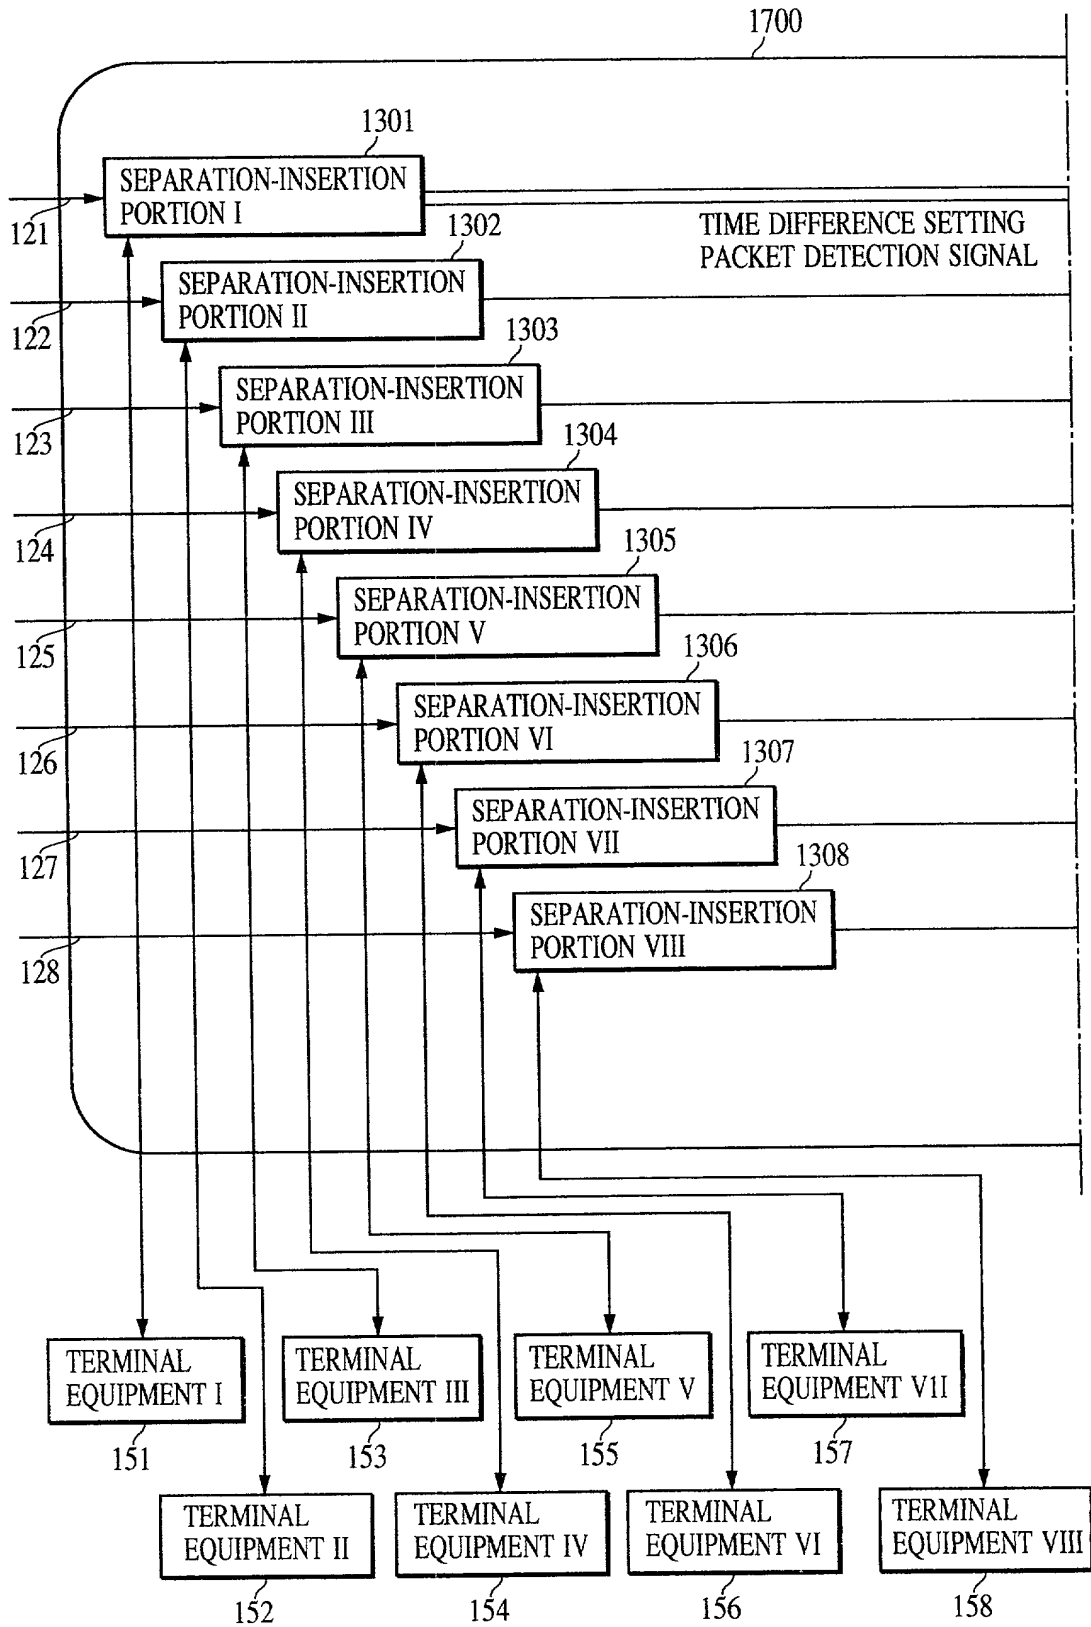 1700
1301
SEPARATION-INSERTION
PORTION I
121
TIME DIFFERENCE SETTING
PACKET DETECTION SIGNAL
1302
SEPARATION-INSERTION
PORTION II
122
1303
SEPARATION-INSERTION
PORTION III
123
1304
SEPARATION-INSERTION
PORTION IV
124
1305
SEPARATION-INSERTION
PORTION V
125
1306
SEPARATION-INSERTION
PORTION VI
126
1307
SEPARATION-INSERTION
PORTION VII
127
1308
SEPARATION-INSERTION
PORTION VIII
128
TERMINAL
EQUIPMENT I
151
TERMINAL
EQUIPMENT III
153
TERMINAL
EQUIPMENT V
155
TERMINAL
EQUIPMENT V1I
157
TERMINAL
EQUIPMENT II
152
TERMINAL
EQUIPMENT IV
154
TERMINAL
EQUIPMENT VI
156
TERMINAL
EQUIPMENT VIII
158